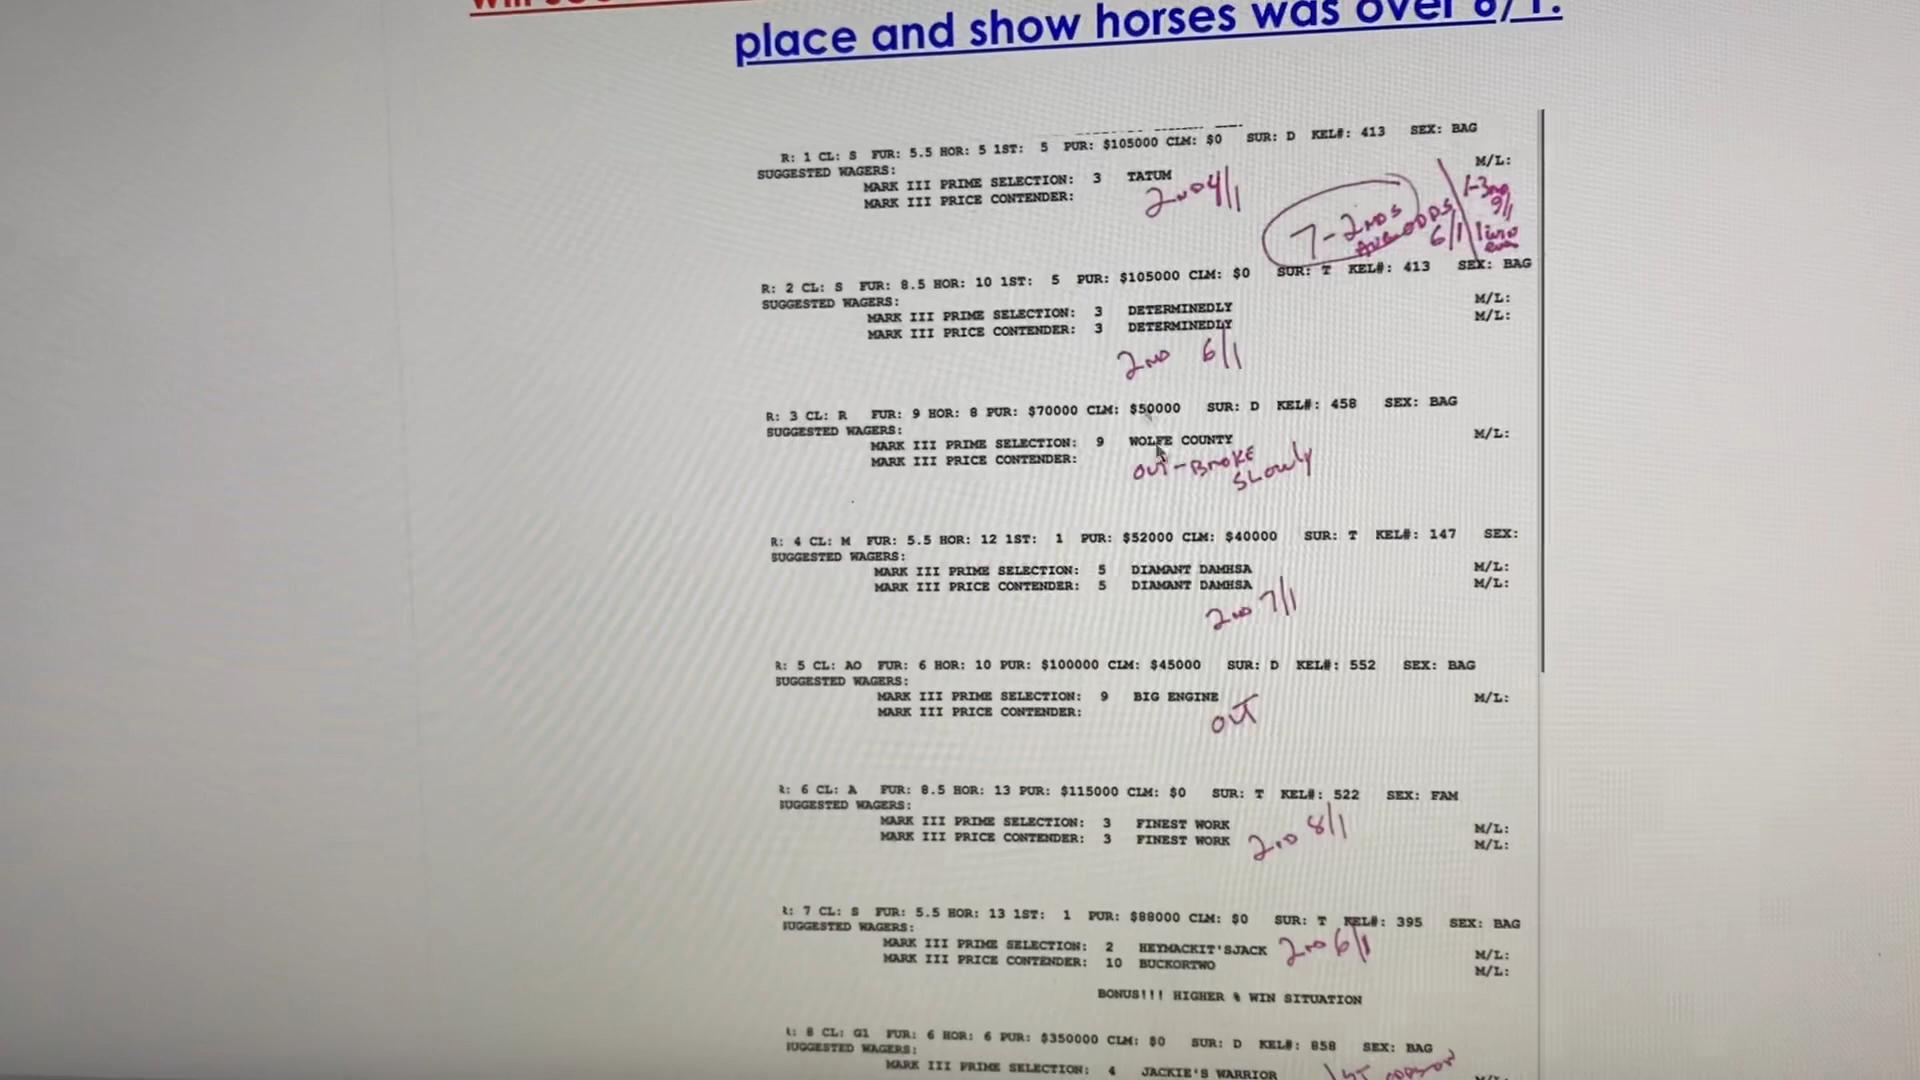 place and show horses was over 8/1.
R: 1 CL: S FUR: 5.5 HOR: 5 1ST: 5 PUR: $105000 CLM: $0 SUR: D KEL#: 413 SEX: BAG
SUGGESTED WAGERS:
M/L:
MARK III PRIME SELECTION: 3 TATUM
MARK III PRICE CONTENDER:
2ND 4/1
7-2NDS
AVG ODDS
6/1
1-3RD
9/1
1 WIN
even
R: 2 CL: S FUR: 8.5 HOR: 10 1ST: 5 PUR: $105000 CLM: $0 SUR: T KEL#: 413 SEX: BAG
SUGGESTED WAGERS:
MARK III PRIME SELECTION: 3 DETERMINEDLY M/L:
MARK III PRICE CONTENDER: 3 DETERMINEDLY M/L:
2ND 6/1
R: 3 CL: R FUR: 9 HOR: 8 PUR: $70000 CLM: $50000 SUR: D KEL#: 458 SEX: BAG
SUGGESTED WAGERS:
MARK III PRIME SELECTION: 9 WOLFE COUNTY M/L:
MARK III PRICE CONTENDER:
OUT-BROKE
SLOWLY
R: 4 CL: M FUR: 5.5 HOR: 12 1ST: 1 PUR: $52000 CLM: $40000 SUR: T KEL#: 147 SEX:
SUGGESTED WAGERS:
MARK III PRIME SELECTION: 5 DIAMANT DAMHSA M/L:
MARK III PRICE CONTENDER: 5 DIAMANT DAMHSA M/L:
2ND 7/1
R: 5 CL: AO FUR: 6 HOR: 10 PUR: $100000 CLM: $45000 SUR: D KEL#: 552 SEX: BAG
SUGGESTED WAGERS:
MARK III PRIME SELECTION: 9 BIG ENGINE M/L:
MARK III PRICE CONTENDER:
OUT
R: 6 CL: A FUR: 8.5 HOR: 13 PUR: $115000 CLM: $0 SUR: T KEL#: 522 SEX: FAM
SUGGESTED WAGERS:
MARK III PRIME SELECTION: 3 FINEST WORK M/L:
MARK III PRICE CONTENDER: 3 FINEST WORK M/L:
2ND 8/1
R: 7 CL: S FUR: 5.5 HOR: 13 1ST: 1 PUR: $88000 CLM: $0 SUR: T KEL#: 395 SEX: BAG
SUGGESTED WAGERS:
MARK III PRIME SELECTION: 2 HEYMACKIT'SJACK 2ND 6/1 M/L:
MARK III PRICE CONTENDER: 10 BUCKORTWO M/L:
BONUS!!! HIGHER % WIN SITUATION
R: 8 CL: G1 FUR: 6 HOR: 6 PUR: $350000 CLM: $0 SUR: D KEL#: 858 SEX: BAG
SUGGESTED WAGERS:
MARK III PRIME SELECTION: 4 JACKIE'S WARRIOR